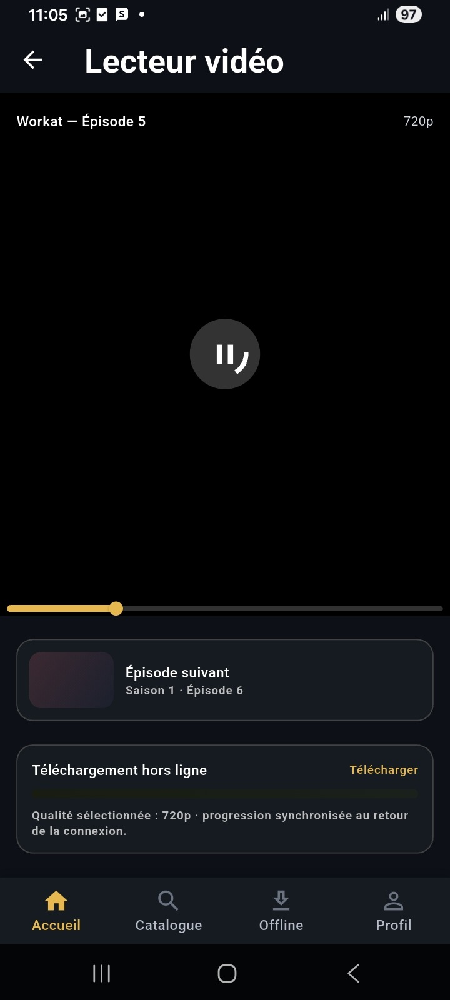 11:05
S
97
Lecteur vidéo
Workat — Épisode 5
720p
Épisode suivant
Saison 1 · Épisode 6
Téléchargement hors ligne
Télécharger
Qualité sélectionnée : 720p · progression synchronisée au retour
de la connexion.
Accueil
Catalogue
Offline
Profil